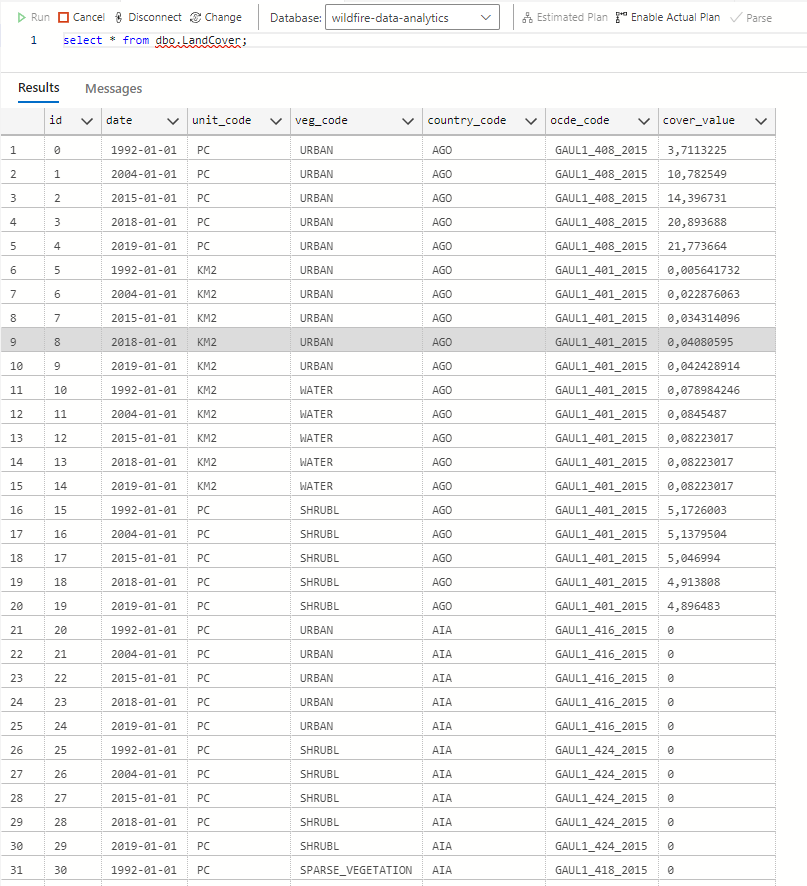 Run Cancel Disconnect Change Database: wildfire-data-analytics Estimated Plan Enable Actual Plan Parse
1 select * from dbo.LandCover;
Results Messages
id date unit_code veg_code country_code ocde_code cover_value
1 0 1992-01-01 PC URBAN AGO GAUL1_408_2015 3,7113225
2 1 2004-01-01 PC URBAN AGO GAUL1_408_2015 10,782549
3 2 2015-01-01 PC URBAN AGO GAUL1_408_2015 14,396731
4 3 2018-01-01 PC URBAN AGO GAUL1_408_2015 20,893688
5 4 2019-01-01 PC URBAN AGO GAUL1_408_2015 21,773664
6 5 1992-01-01 KM2 URBAN AGO GAUL1_401_2015 0,005641732
7 6 2004-01-01 KM2 URBAN AGO GAUL1_401_2015 0,022876063
8 7 2015-01-01 KM2 URBAN AGO GAUL1_401_2015 0,034314096
9 8 2018-01-01 KM2 URBAN AGO GAUL1_401_2015 0,04080595
10 9 2019-01-01 KM2 URBAN AGO GAUL1_401_2015 0,042428914
11 10 1992-01-01 KM2 WATER AGO GAUL1_401_2015 0,078984246
12 11 2004-01-01 KM2 WATER AGO GAUL1_401_2015 0,0845487
13 12 2015-01-01 KM2 WATER AGO GAUL1_401_2015 0,08223017
14 13 2018-01-01 KM2 WATER AGO GAUL1_401_2015 0,08223017
15 14 2019-01-01 KM2 WATER AGO GAUL1_401_2015 0,08223017
16 15 1992-01-01 PC SHRUBL AGO GAUL1_401_2015 5,1726003
17 16 2004-01-01 PC SHRUBL AGO GAUL1_401_2015 5,1379504
18 17 2015-01-01 PC SHRUBL AGO GAUL1_401_2015 5,046994
19 18 2018-01-01 PC SHRUBL AGO GAUL1_401_2015 4,913808
20 19 2019-01-01 PC SHRUBL AGO GAUL1_401_2015 4,896483
21 20 1992-01-01 PC URBAN AIA GAUL1_416_2015 0
22 21 2004-01-01 PC URBAN AIA GAUL1_416_2015 0
23 22 2015-01-01 PC URBAN AIA GAUL1_416_2015 0
24 23 2018-01-01 PC URBAN AIA GAUL1_416_2015 0
25 24 2019-01-01 PC URBAN AIA GAUL1_416_2015 0
26 25 1992-01-01 PC SHRUBL AIA GAUL1_424_2015 0
27 26 2004-01-01 PC SHRUBL AIA GAUL1_424_2015 0
28 27 2015-01-01 PC SHRUBL AIA GAUL1_424_2015 0
29 28 2018-01-01 PC SHRUBL AIA GAUL1_424_2015 0
30 29 2019-01-01 PC SHRUBL AIA GAUL1_424_2015 0
31 30 1992-01-01 PC SPARSE_VEGETATION AIA GAUL1_418_2015 0